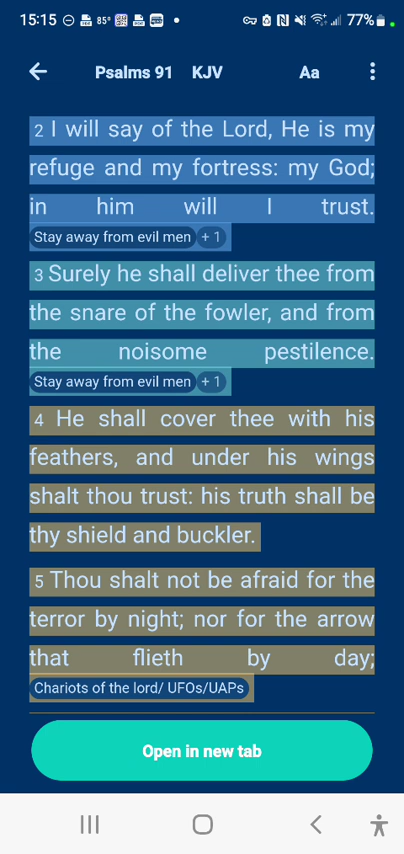 15:15 85° 77%
Psalms 91 KJV Aa
2 I will say of the Lord, He is my
refuge and my fortress: my God;
in him will I trust.
Stay away from evil men + 1
3 Surely he shall deliver thee from
the snare of the fowler, and from
the noisome pestilence.
Stay away from evil men + 1
4 He shall cover thee with his
feathers, and under his wings
shalt thou trust: his truth shall be
thy shield and buckler.
5 Thou shalt not be afraid for the
terror by night; nor for the arrow
that flieth by day;
Chariots of the lord/ UFOs/UAPs
Open in new tab